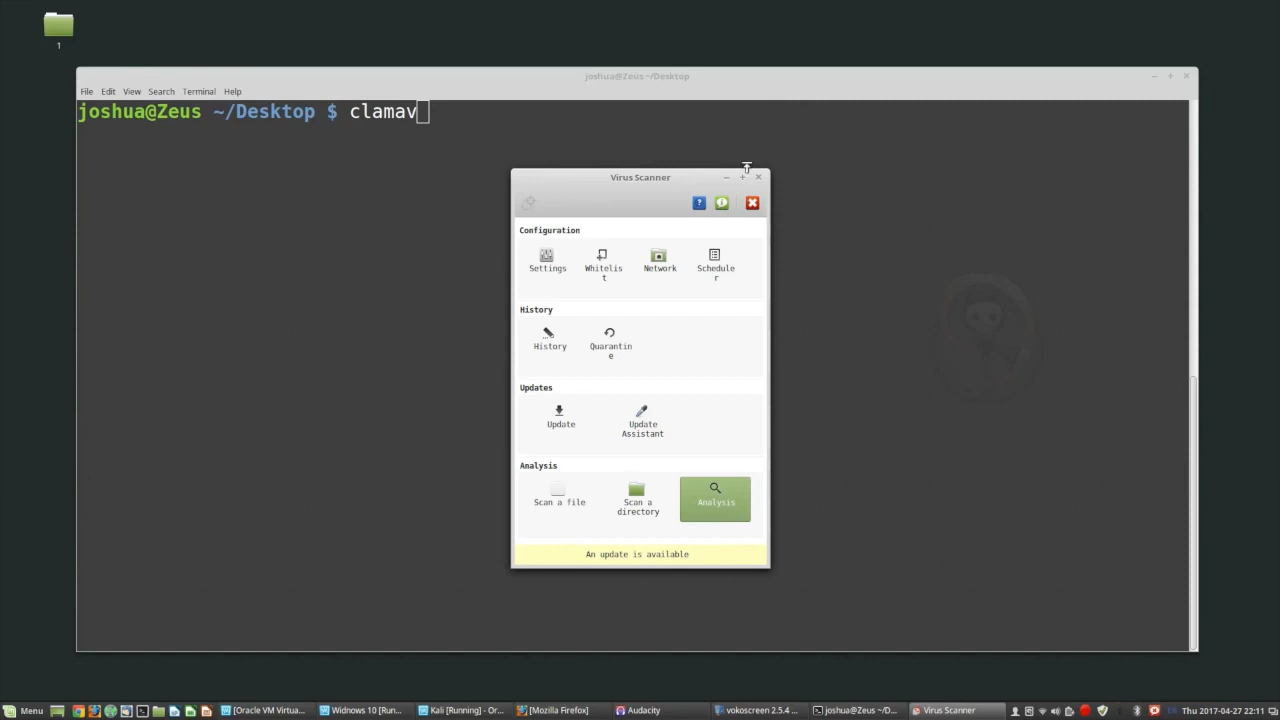 1
joshua@Zeus ~/Desktop
File Edit View Search Terminal Help
joshua@Zeus ~/Desktop $ clamav
Virus Scanner
Configuration
Settings
Whitelis
t
Network
Schedule
r
History
History
Quarantin
e
Updates
Update
Update
Assistant
Analysis
Scan a file
Scan a
directory
Analysis
An update is available
Menu
[Oracle VM Virtua...
Widnows 10 [Run...
Kali [Running] - Or...
[Mozilla Firefox]
Audacity
vokoscreen 2.5.4 ...
joshua@Zeus ~/D...
Virus Scanner
Thu 2017-04-27 22:11